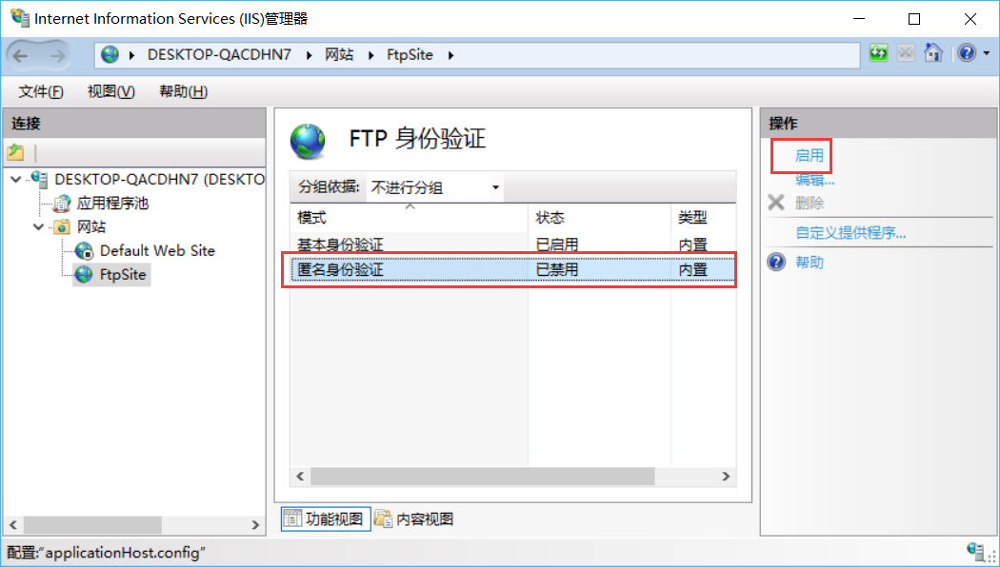 Internet Information Services (IIS)管理器
DESKTOP-QACDHN7 网站 FtpSite
文件(F) 视图(V) 帮助(H)
连接
DESKTOP-QACDHN7 (DESKTO
应用程序池
网站
Default Web Site
FtpSite
FTP 身份验证
分组依据: 不进行分组
模式 状态 类型
基本身份验证 已启用 内置
匿名身份验证 已禁用 内置
功能视图 内容视图
操作
启用
编辑...
删除
自定义提供程序...
帮助
配置:"applicationHost.config"